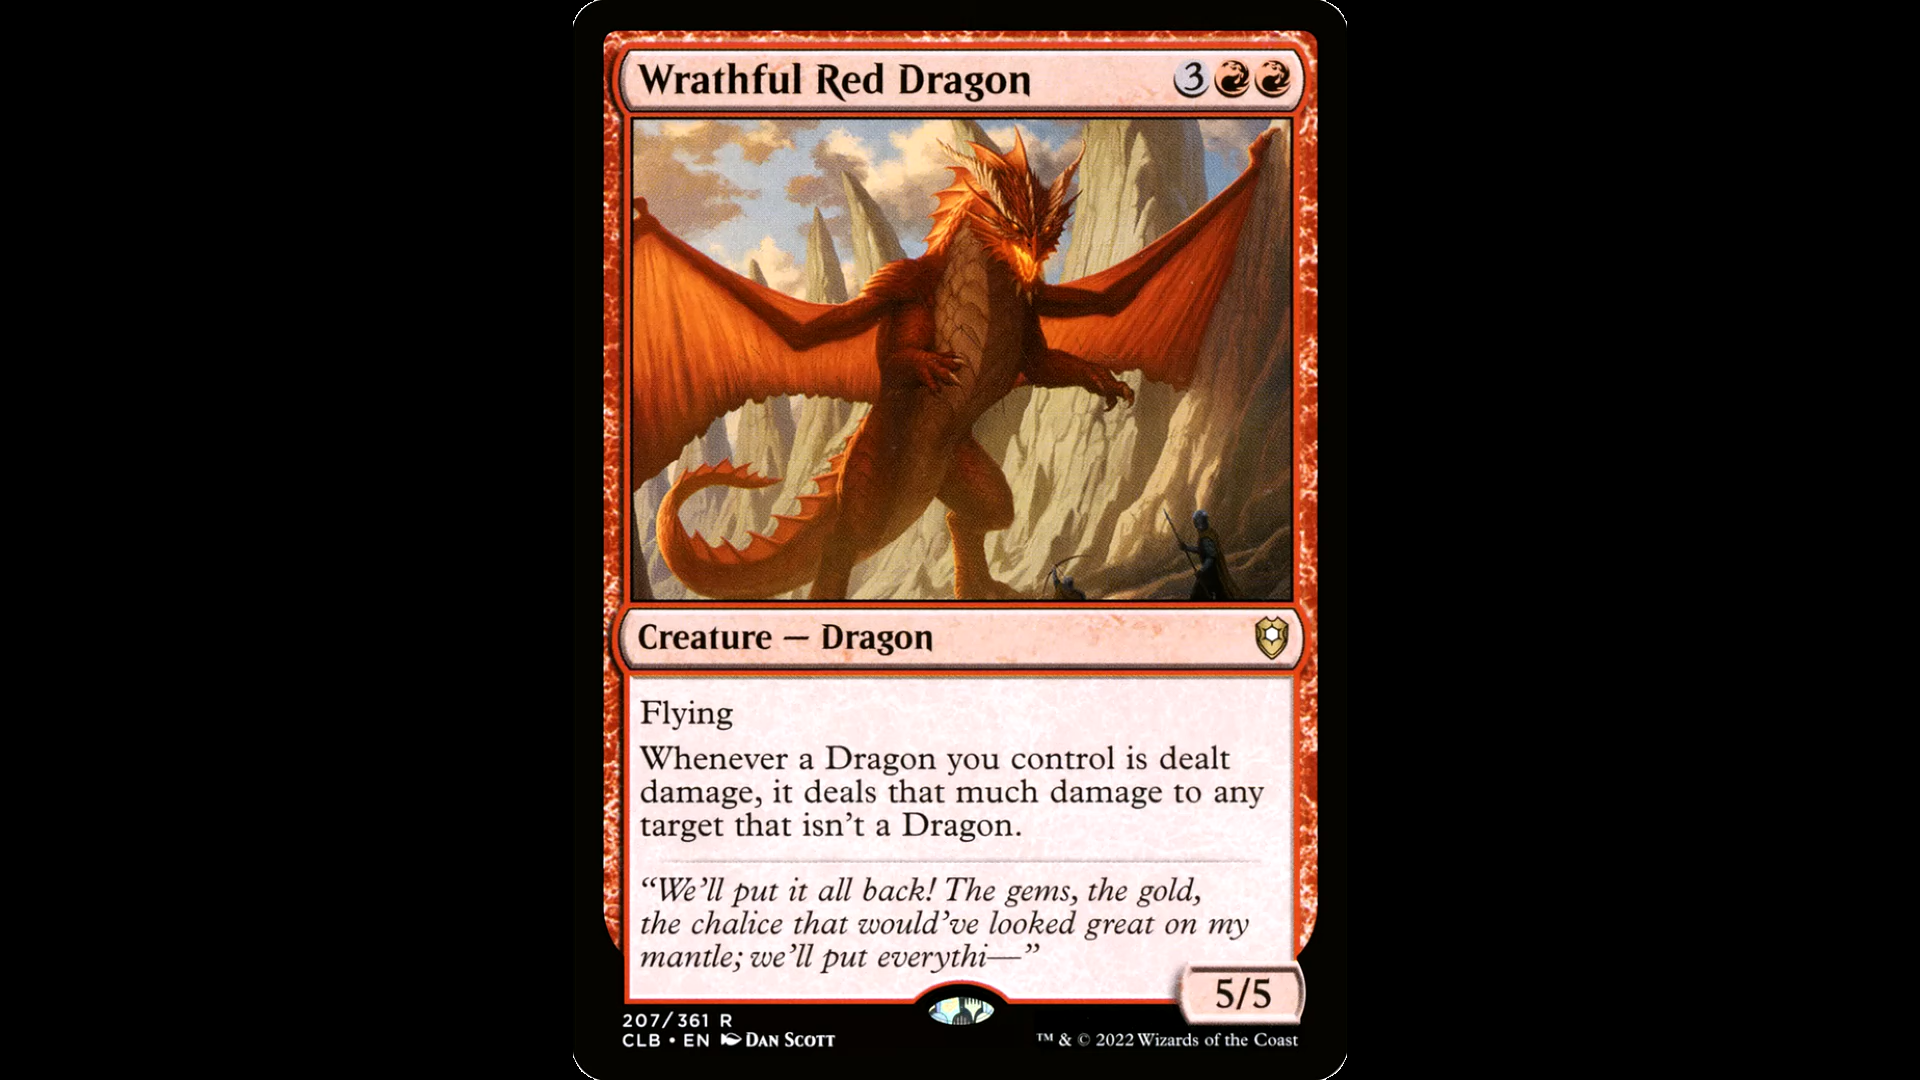 Wrathful Red Dragon 3
Creature — Dragon
Flying
Whenever a Dragon you control is dealt
damage, it deals that much damage to any
target that isn't a Dragon.
“We'll put it all back! The gems, the gold,
the chalice that would've looked great on my
mantle; we'll put everythi—”
5/5
207/361 R
CLB • EN Dan Scott
™ & © 2022 Wizards of the Coast